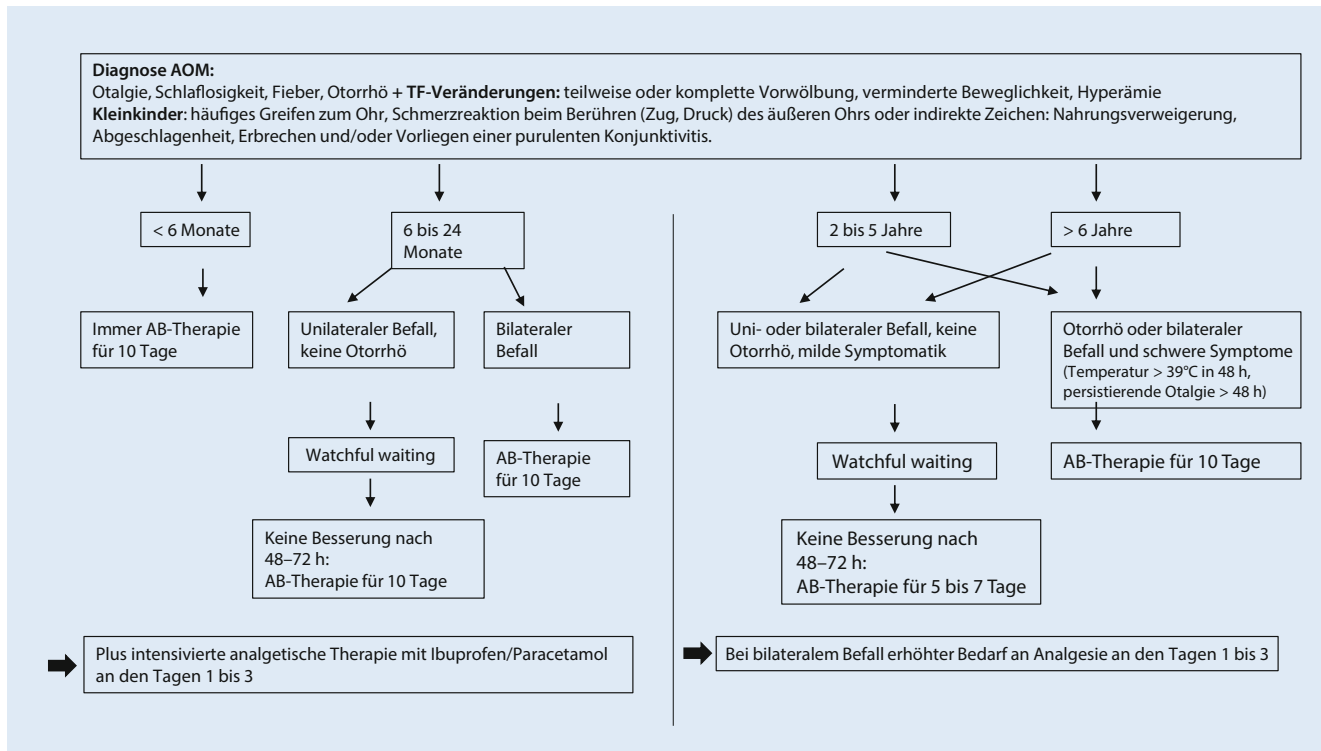 Diagnose AOM:
Otalgie, Schlaflosigkeit, Fieber, Otorrhö + TF-Veränderungen: teilweise oder komplette Vorwölbung, verminderte Beweglichkeit, Hyperämie
Kleinkinder: häufiges Greifen zum Ohr, Schmerzreaktion beim Berühren (Zug, Druck) des äußeren Ohrs oder indirekte Zeichen: Nahrungsverweigerung,
Abgeschlagenheit, Erbrechen und/oder Vorliegen einer purulenten Konjunktivitis.
< 6 Monate
6 bis 24
Monate
2 bis 5 Jahre
> 6 Jahre
Immer AB-Therapie
für 10 Tage
Unilateraler Befall,
keine Otorrhö
Bilateraler
Befall
Uni- oder bilateraler Befall, keine
Otorrhö, milde Symptomatik
Otorrhö oder bilateraler
Befall und schwere Symptome
(Temperatur > 39°C in 48 h,
persistierende Otalgie > 48 h)
Watchful waiting
AB-Therapie
für 10 Tage
Watchful waiting
AB-Therapie für 10 Tage
Keine Besserung nach
48–72 h:
AB-Therapie für 10 Tage
Keine Besserung nach
48–72 h:
AB-Therapie für 5 bis 7 Tage
Plus intensivierte analgetische Therapie mit Ibuprofen/Paracetamol
an den Tagen 1 bis 3
Bei bilateralem Befall erhöhter Bedarf an Analgesie an den Tagen 1 bis 3